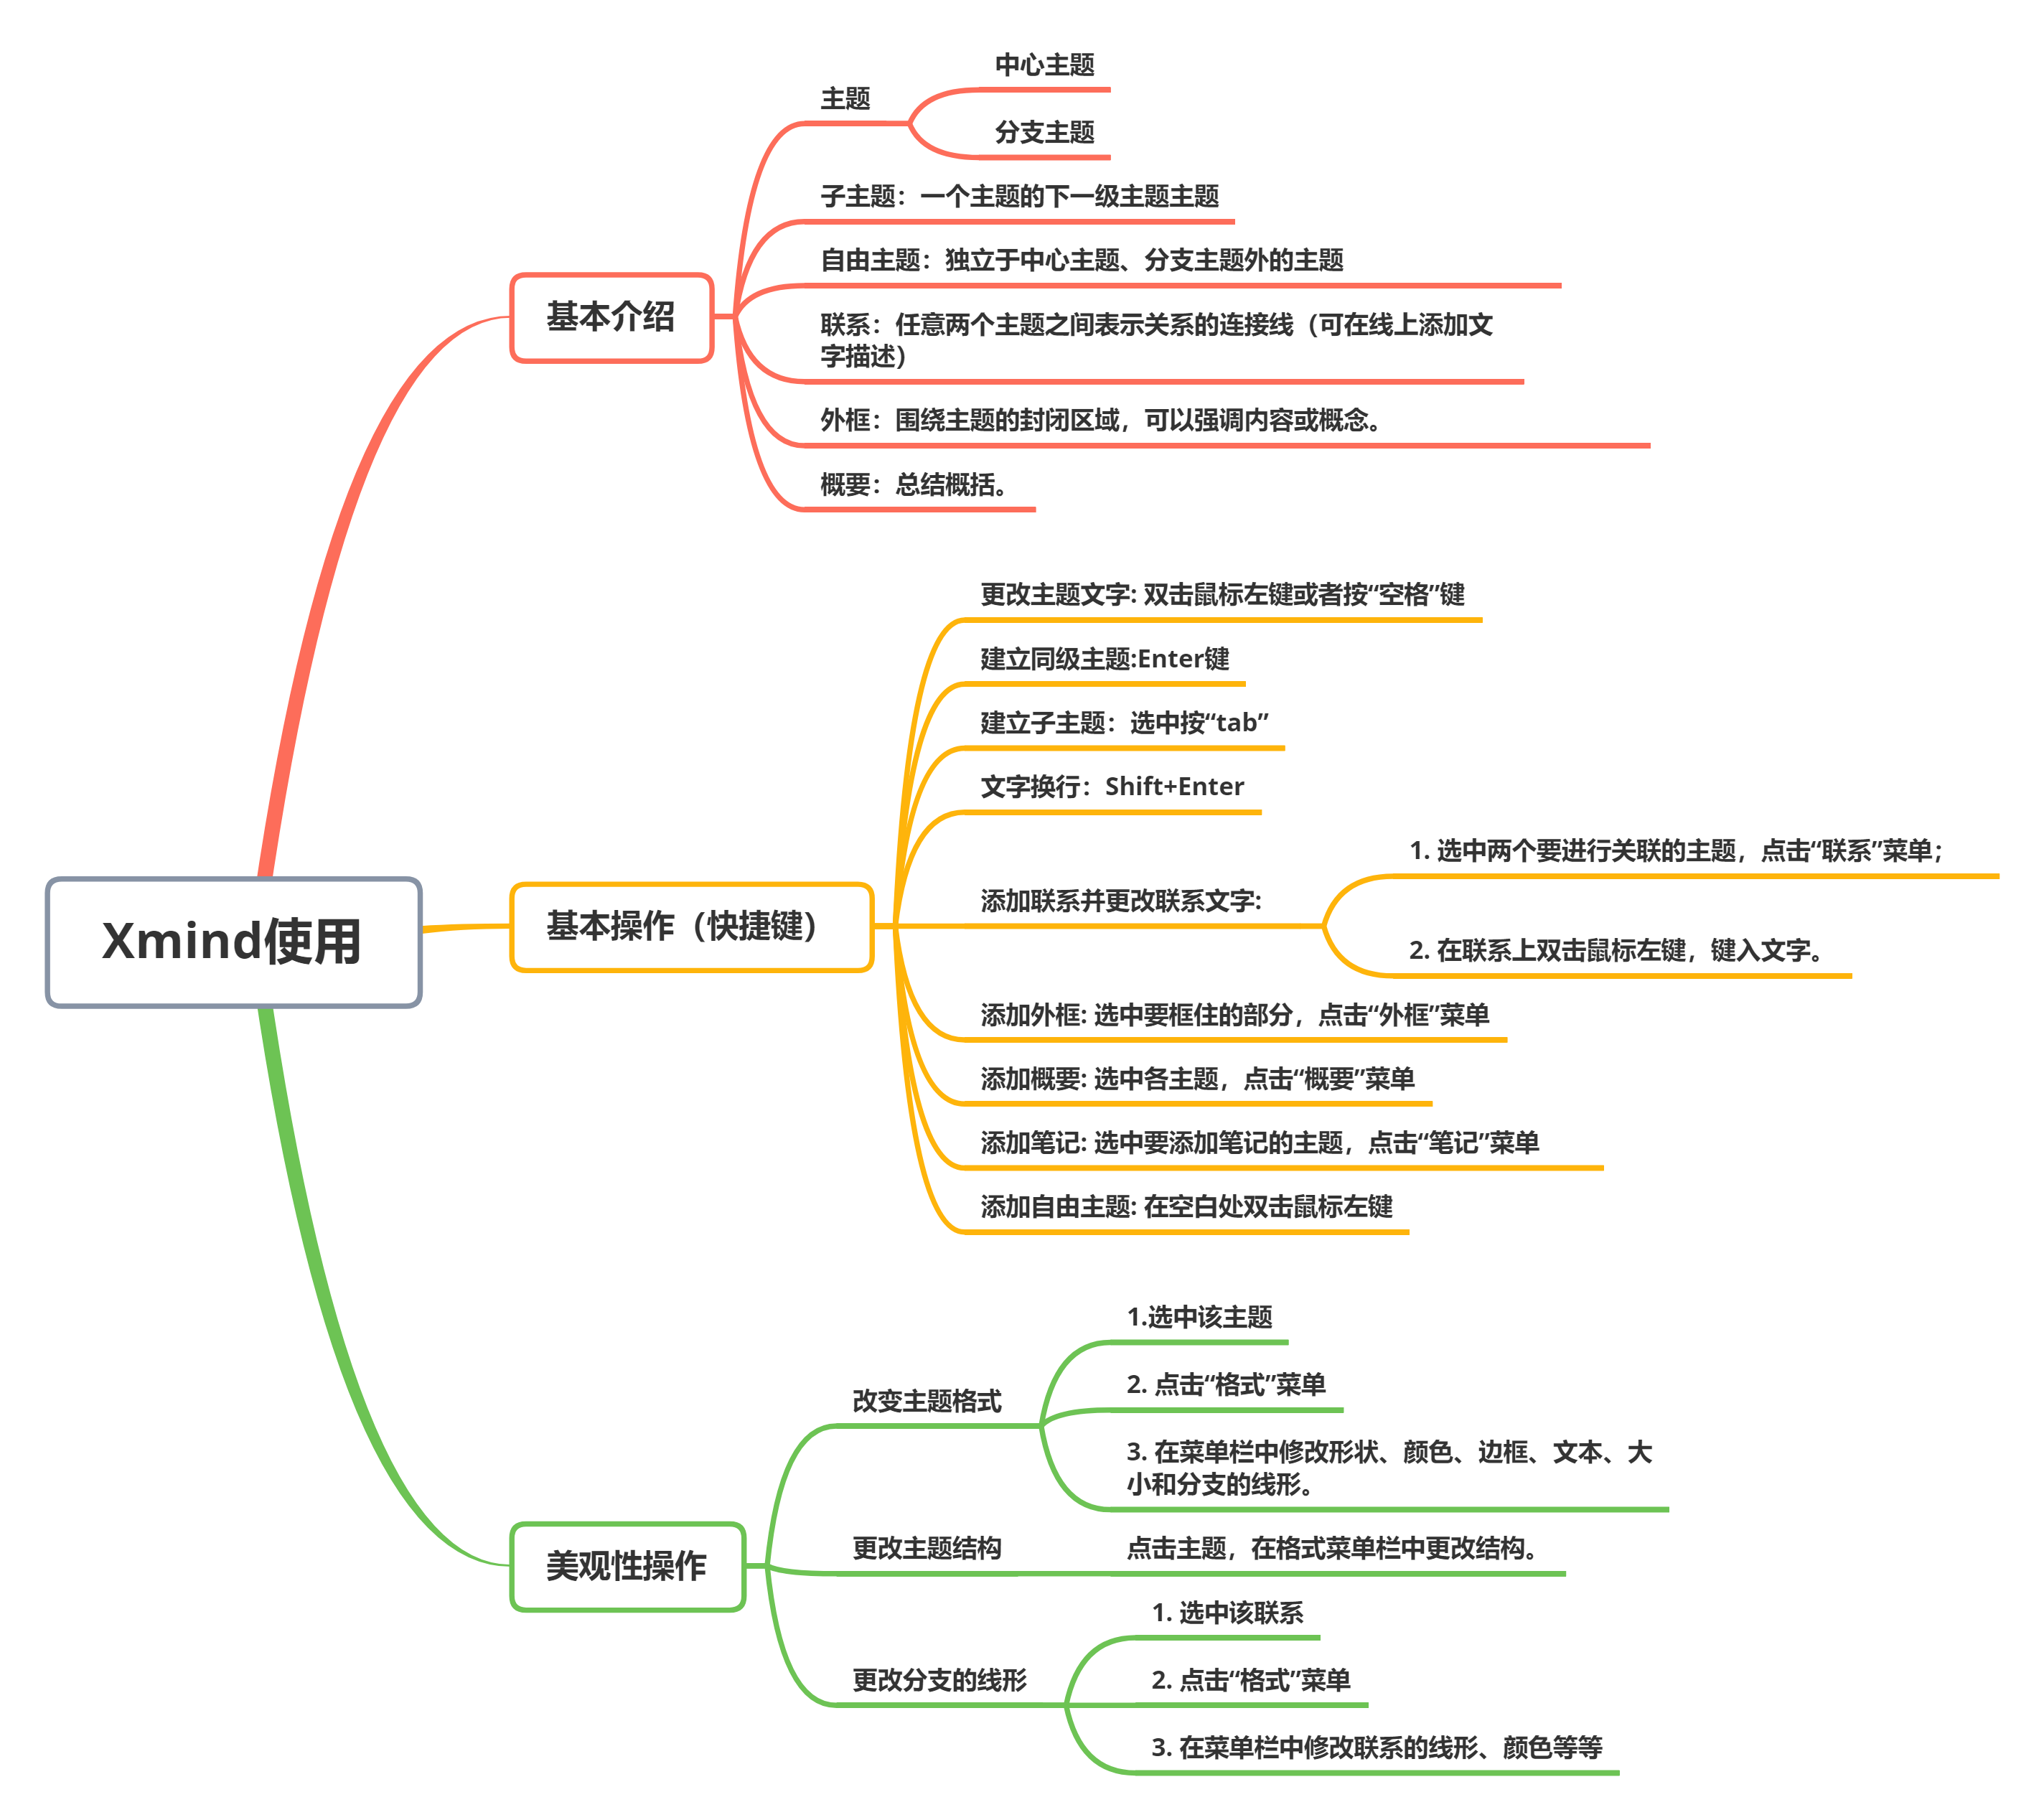 Xmind使用
基本介绍
主题
中心主题
分支主题
子主题：一个主题的下一级主题主题
自由主题：独立于中心主题、分支主题外的主题
联系：任意两个主题之间表示关系的连接线（可在线上添加文
字描述）
外框：围绕主题的封闭区域，可以强调内容或概念。
概要：总结概括。
基本操作（快捷键）
更改主题文字: 双击鼠标左键或者按“空格”键
建立同级主题:Enter键
建立子主题：选中按“tab”
文字换行：Shift+Enter
添加联系并更改联系文字:
1. 选中两个要进行关联的主题，点击“联系”菜单；
2. 在联系上双击鼠标左键，键入文字。
添加外框: 选中要框住的部分，点击“外框”菜单
添加概要: 选中各主题，点击“概要”菜单
添加笔记: 选中要添加笔记的主题，点击“笔记”菜单
添加自由主题: 在空白处双击鼠标左键
美观性操作
改变主题格式
1.选中该主题
2. 点击“格式”菜单
3. 在菜单栏中修改形状、颜色、边框、文本、大
小和分支的线形。
更改主题结构
点击主题，在格式菜单栏中更改结构。
更改分支的线形
1. 选中该联系
2. 点击“格式”菜单
3. 在菜单栏中修改联系的线形、颜色等等